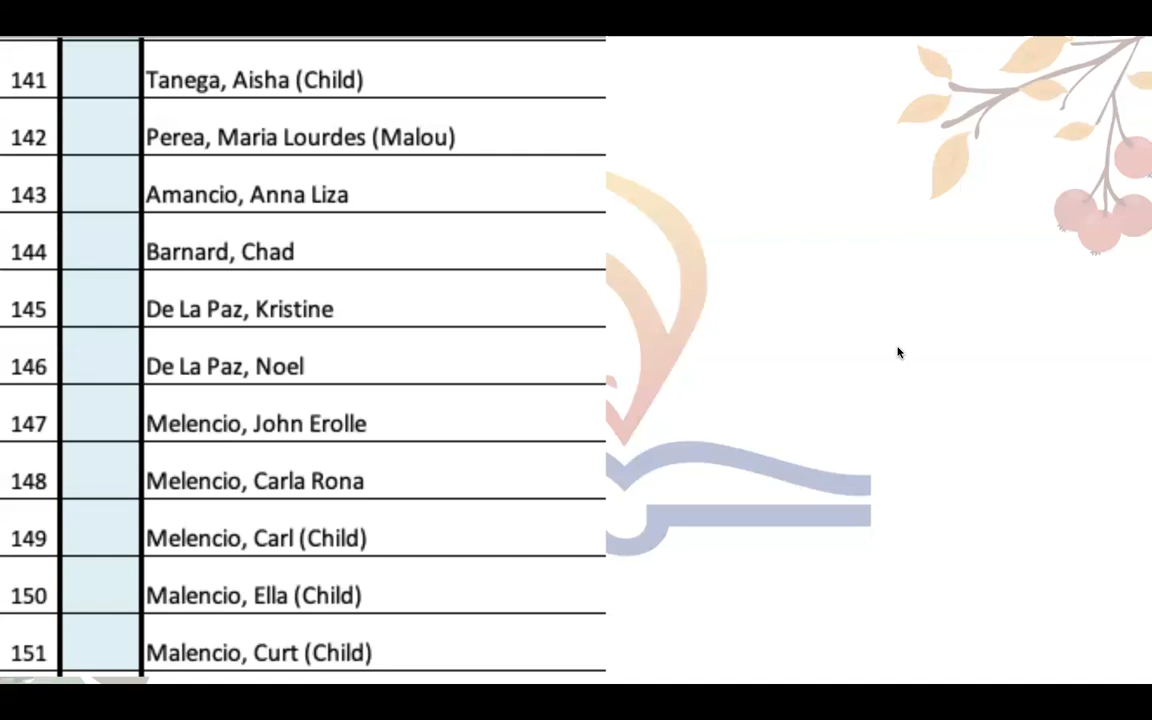 141 Tanega, Aisha (Child)
142 Perea, Maria Lourdes (Malou)
143 Amancio, Anna Liza
144 Barnard, Chad
145 De La Paz, Kristine
146 De La Paz, Noel
147 Melencio, John Erolle
148 Melencio, Carla Rona
149 Melencio, Carl (Child)
150 Malencio, Ella (Child)
151 Malencio, Curt (Child)